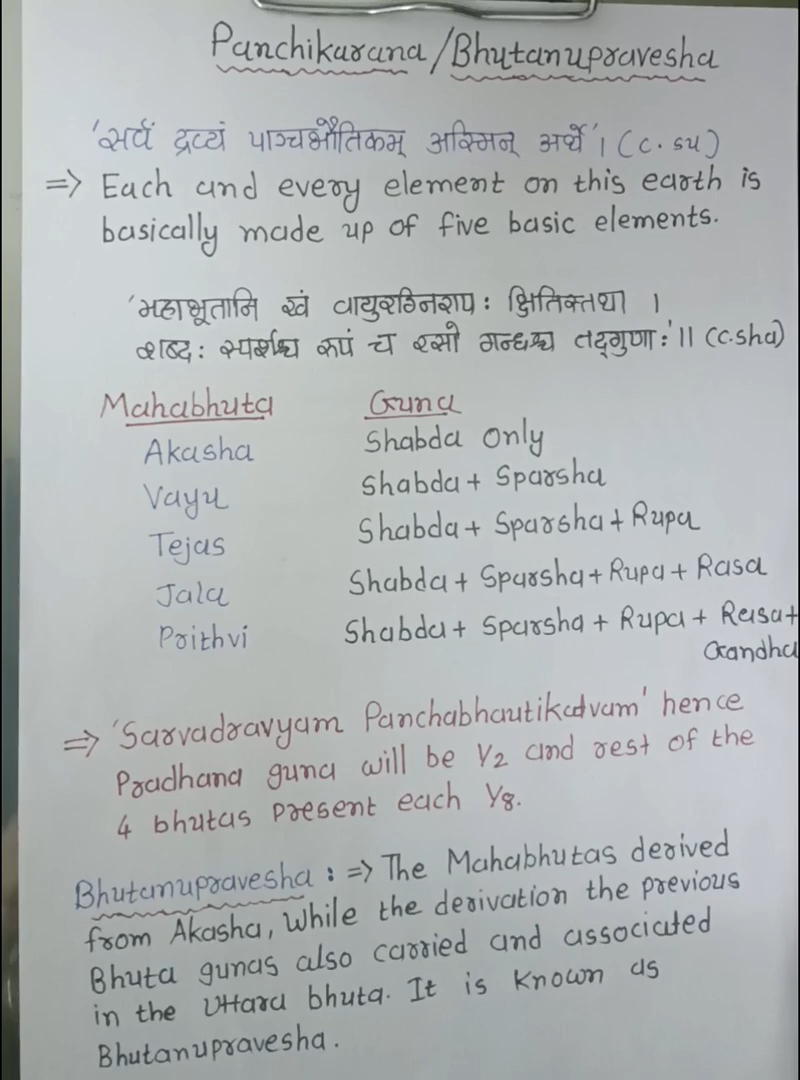 Panchikarana/Bhutanupravesha
'सर्वं द्रव्यं पाञ्चभौतिकम् अस्मिन् अर्थे'। (c.su)
=> Each and every element on this earth is
basically made up of five basic elements.
'महाभूतानि खं वायुरग्निरापः क्षितिस्तथा ।
शब्दः स्पर्शश्च रूपं च रसो गन्धश्च तद्गुणाः'॥ (c.sha)
Mahabhuta Guna
Akasha Shabda Only
Vayu Shabda + Sparsha
Tejas Shabda + Sparsha + Rupa
Jala Shabda + Sparsha + Rupa + Rasa
Prithvi Shabda + Sparsha + Rupa + Rasa +
Gandha
=> 'Sarvadravyam Panchabhautikatvam' hence
Pradhana guna will be 1/2 and rest of the
4 bhutas present each 1/8.
Bhutanupravesha : => The Mahabhutas derived
from Akasha, While the derivation the previous
Bhuta gunas also carried and associated
in the Uttara bhuta. It is known as
Bhutanupravesha.